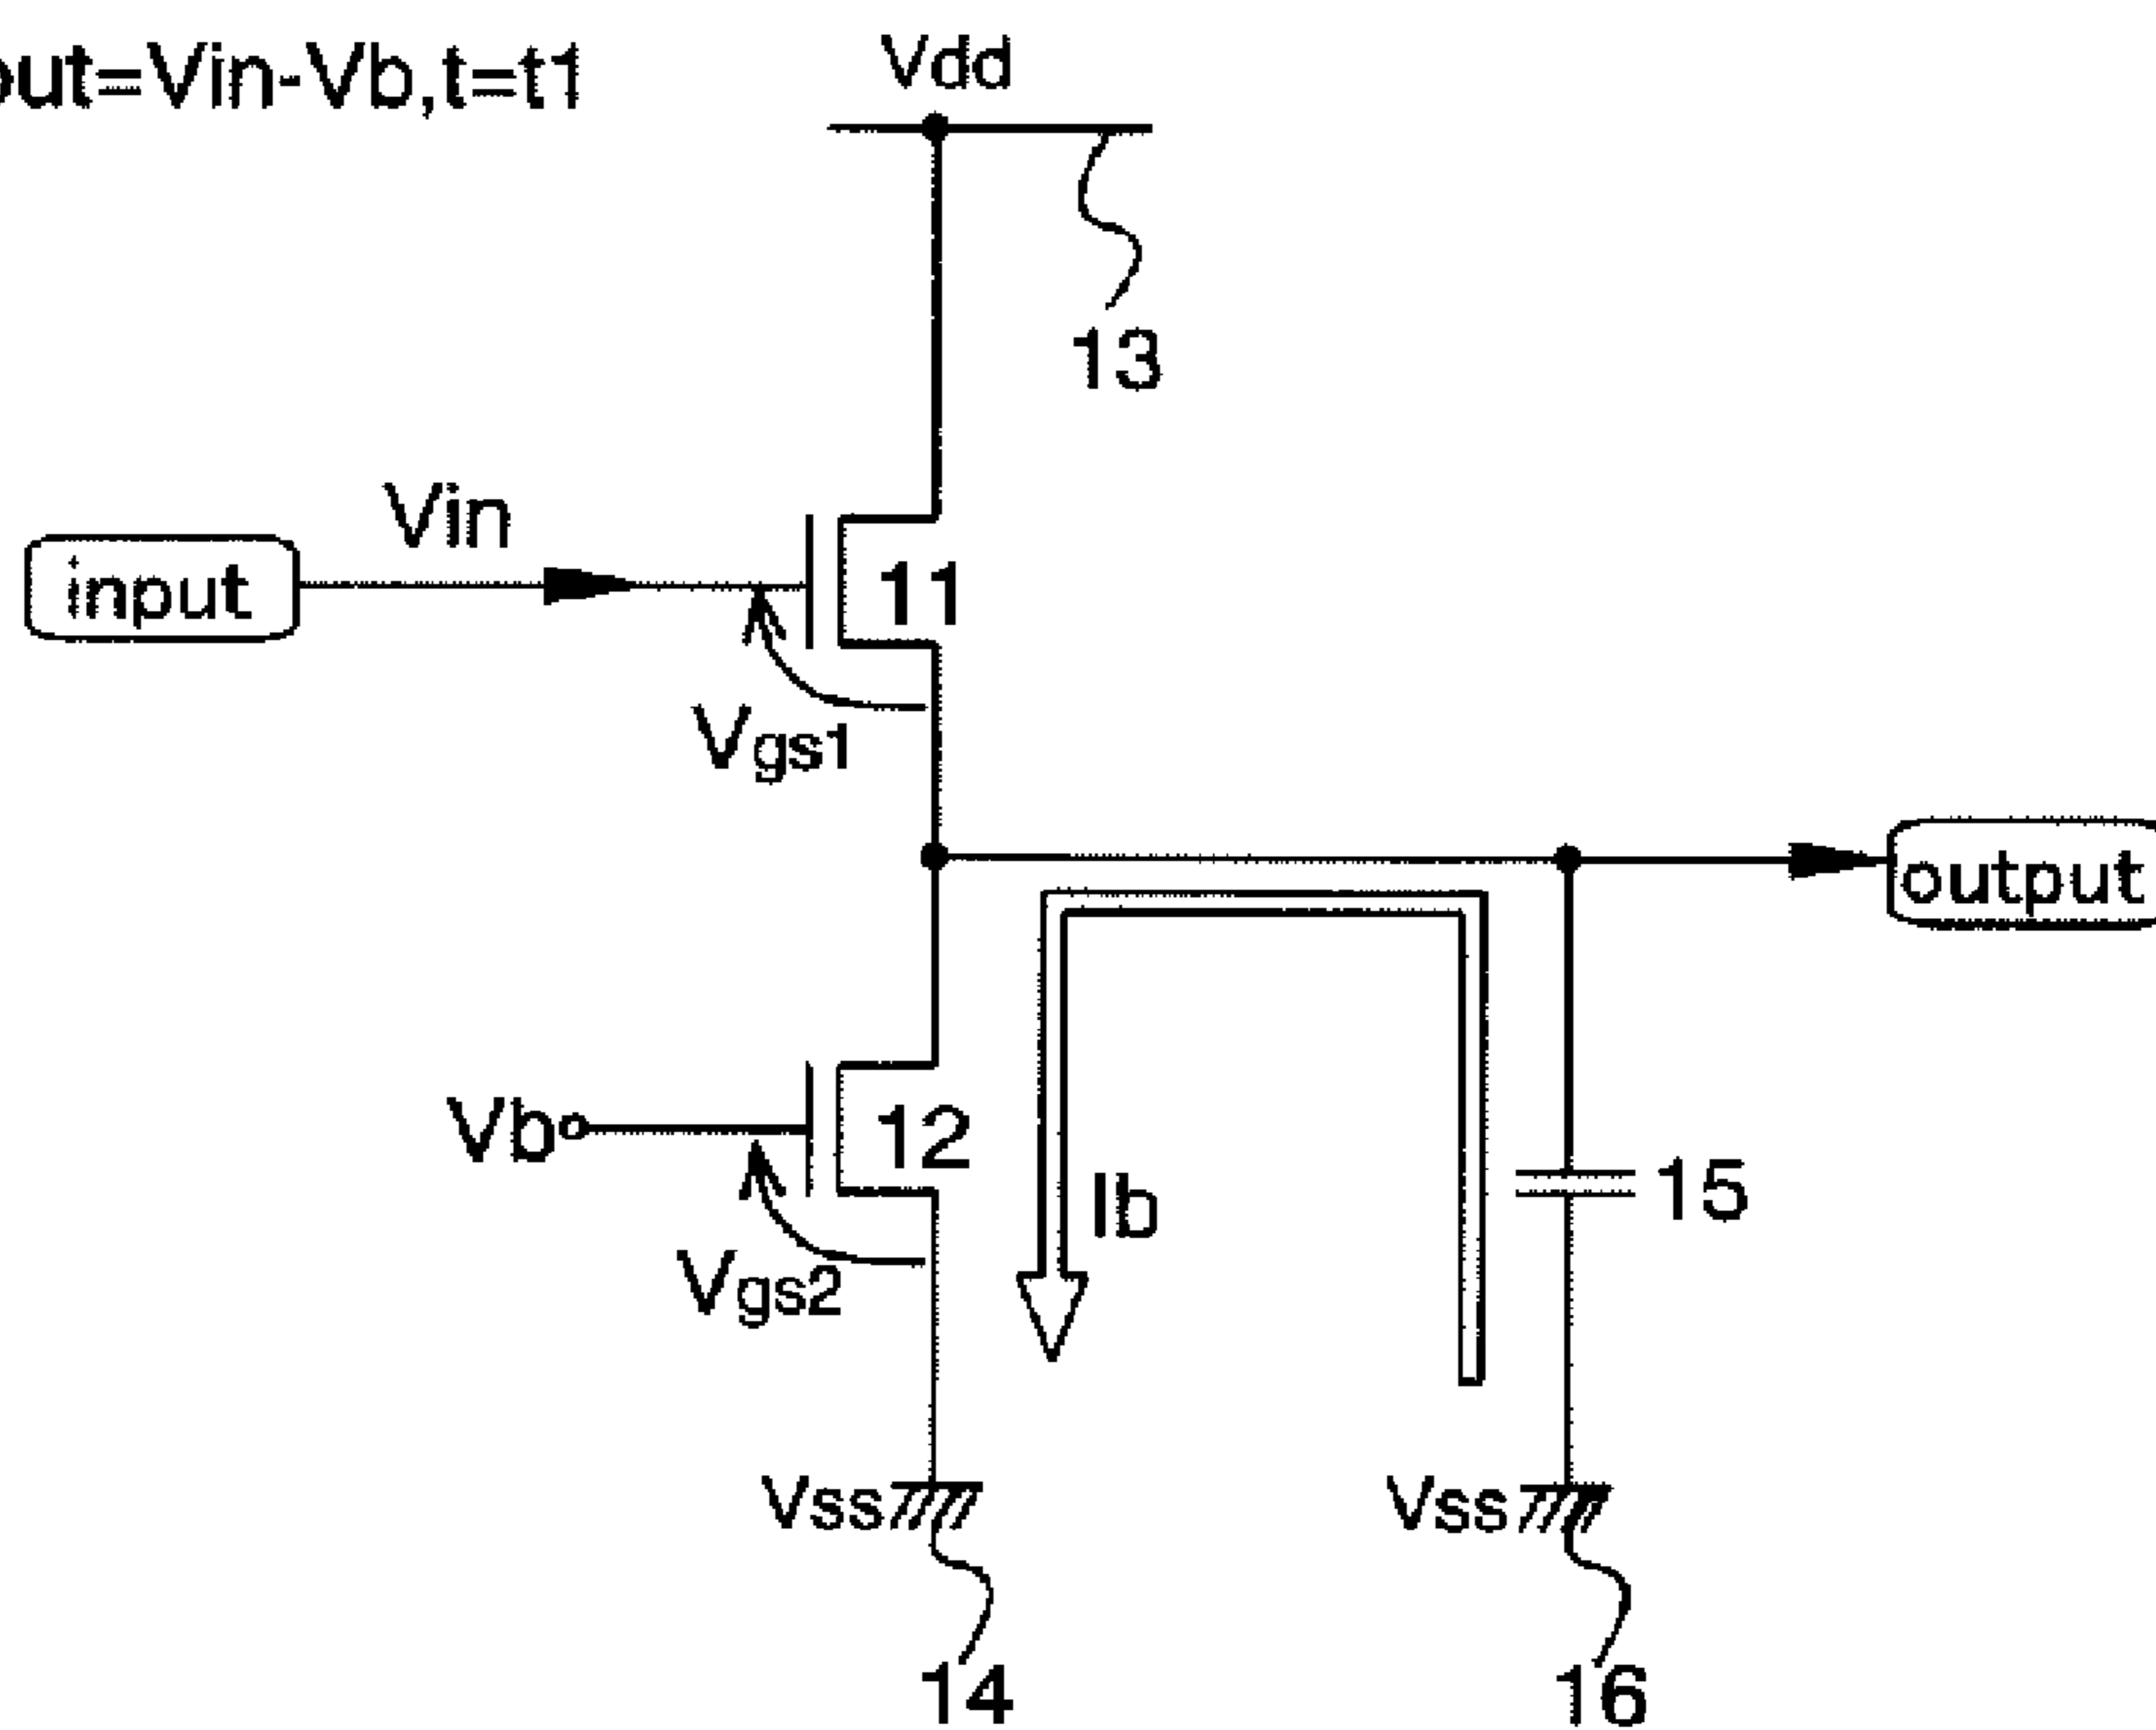 out=Vin-Vb,t=t1
Vdd
13
Vin
input
11
Vgs1
output
Vb
12
Ib
15
Vgs2
Vss
Vss
14
16